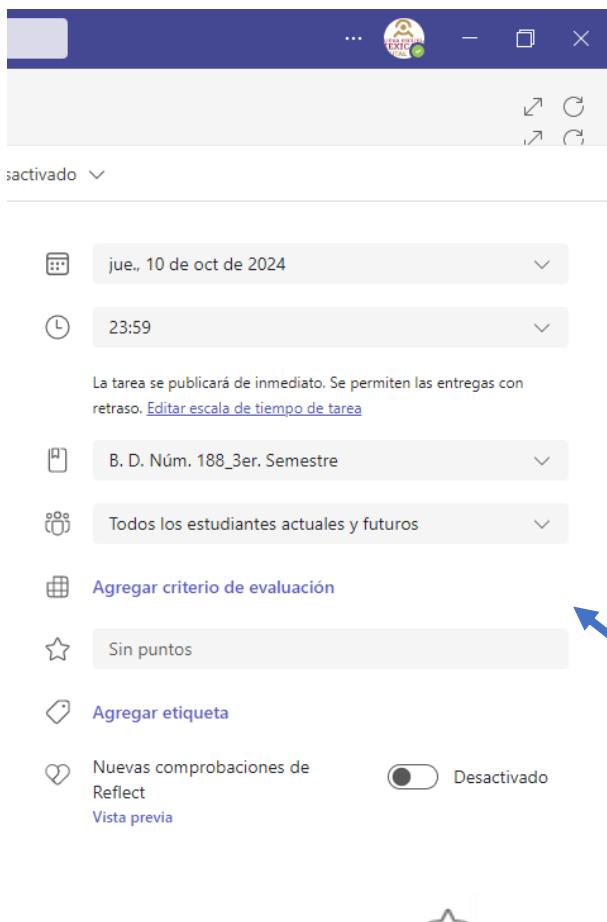 sactivado
jue., 10 de oct de 2024
23:59
La tarea se publicará de inmediato. Se permiten las entregas con
retraso. Editar escala de tiempo de tarea
B. D. Núm. 188_3er. Semestre
Todos los estudiantes actuales y futuros
Agregar criterio de evaluación
Sin puntos
Agregar etiqueta
Nuevas comprobaciones de
Reflect
Desactivado
Vista previa